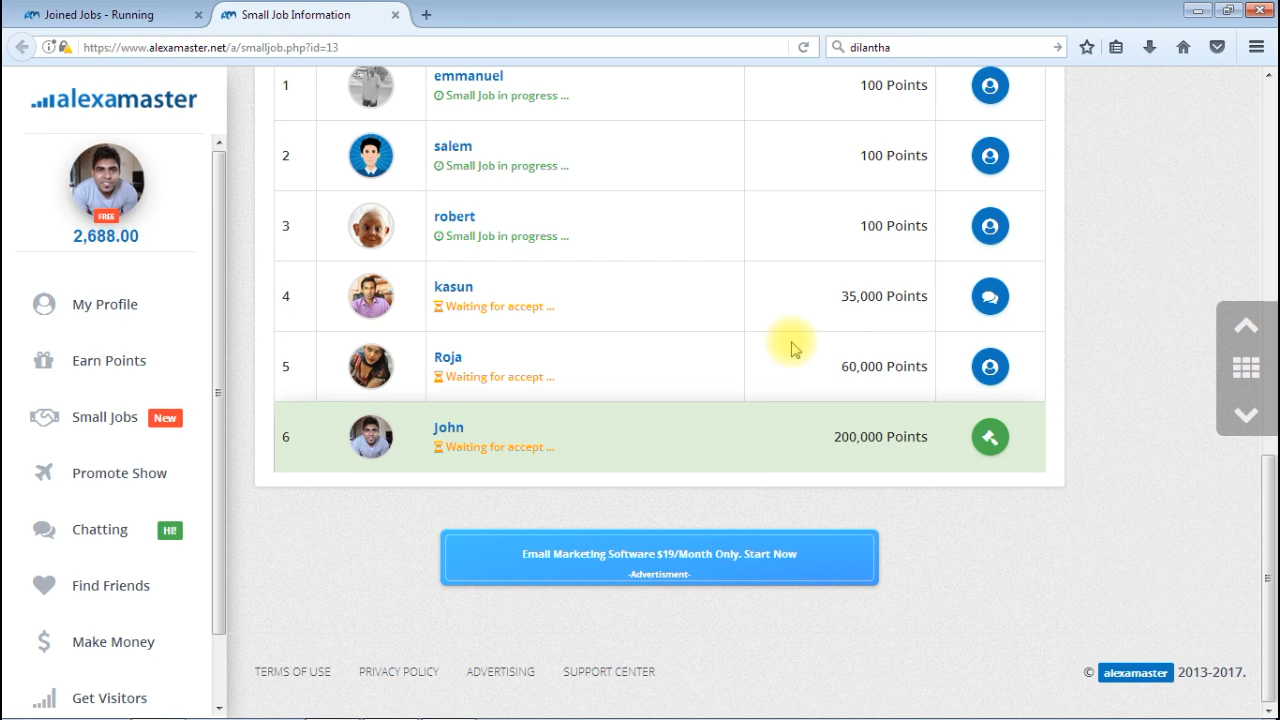 Joined Jobs - Running
Small Job Information
https://www.alexamaster.net/a/smalljob.php?id=13
dilantha
alexamaster
FREE
2,688.00
My Profile
Earn Points
Small Jobs New
Promote Show
Chatting HI!
Find Friends
Make Money
Get Visitors
1 emmanuel 100 Points
Small Job in progress ...
2 salem 100 Points
Small Job in progress ...
3 robert 100 Points
Small Job in progress ...
4 kasun 35,000 Points
Waiting for accept ...
5 Roja 60,000 Points
Waiting for accept ...
6 John 200,000 Points
Waiting for accept ...
Email Marketing Software $19/Month Only. Start Now
-Advertisment-
TERMS OF USE PRIVACY POLICY ADVERTISING SUPPORT CENTER
© alexamaster 2013-2017.